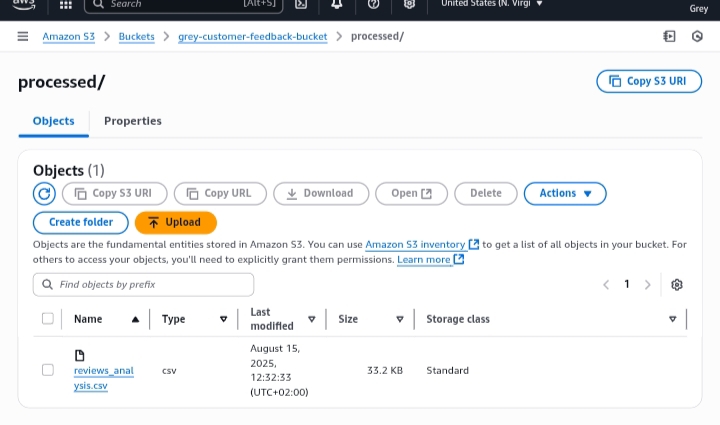 aws
Search
[Alt+S]
United States (N. Virgi
Grey
Amazon S3
Buckets
grey-customer-feedback-bucket
processed/
processed/
Copy S3 URI
Objects
Properties
Objects (1)
Copy S3 URI
Copy URL
Download
Open
Delete
Actions
Create folder
Upload
Objects are the fundamental entities stored in Amazon S3. You can use Amazon S3 inventory to get a list of all objects in your bucket. For
others to access your objects, you'll need to explicitly grant them permissions. Learn more
Find objects by prefix
1
Name
Type
Last
modified
Size
Storage class
reviews_anal
ysis.csv
csv
August 15,
2025,
12:32:33
(UTC+02:00)
33.2 KB
Standard